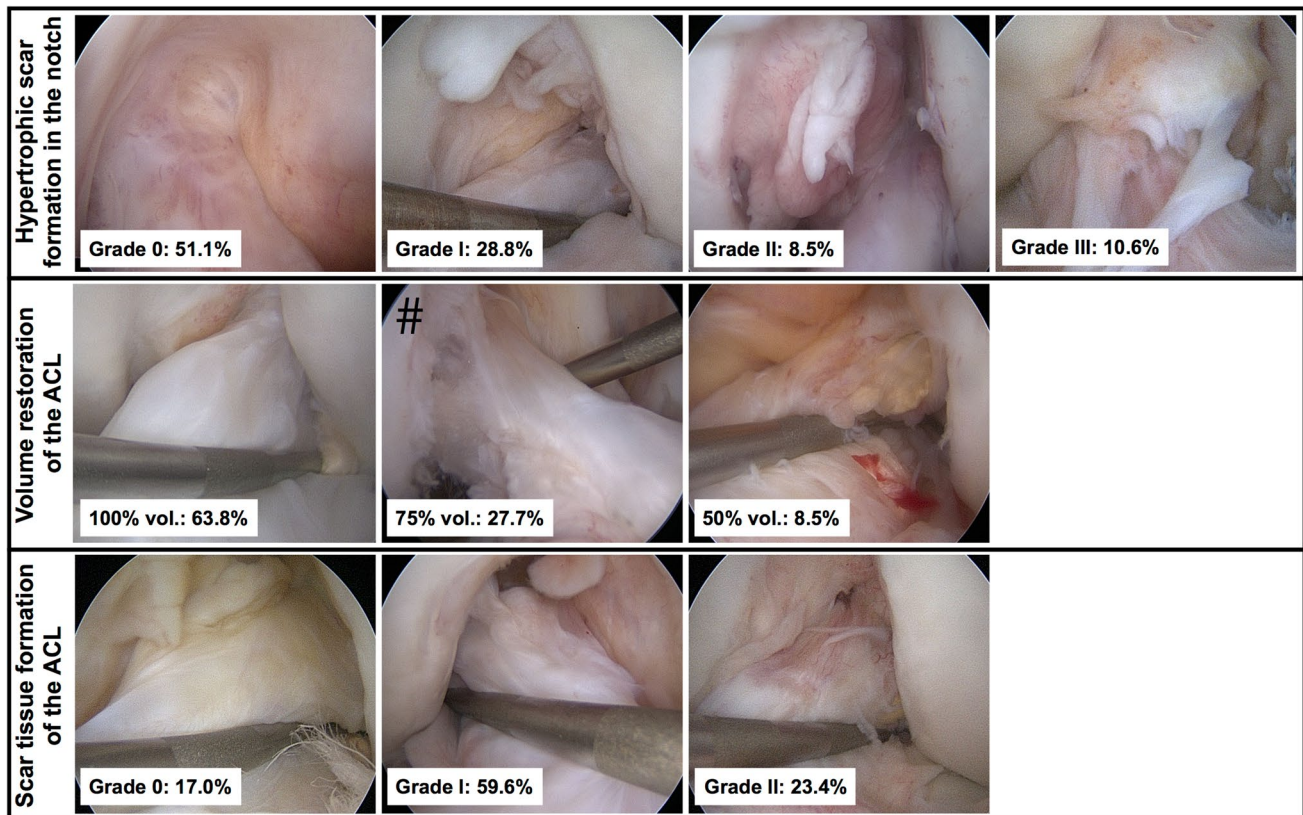 Hypertrophic scar
formation in the notch
Grade 0: 51.1%
Grade I: 28.8%
Grade II: 8.5%
Grade III: 10.6%
Volume restoration
of the ACL
#
100% vol.: 63.8%
75% vol.: 27.7%
50% vol.: 8.5%
Scar tissue formation
of the ACL
Grade 0: 17.0%
Grade I: 59.6%
Grade II: 23.4%